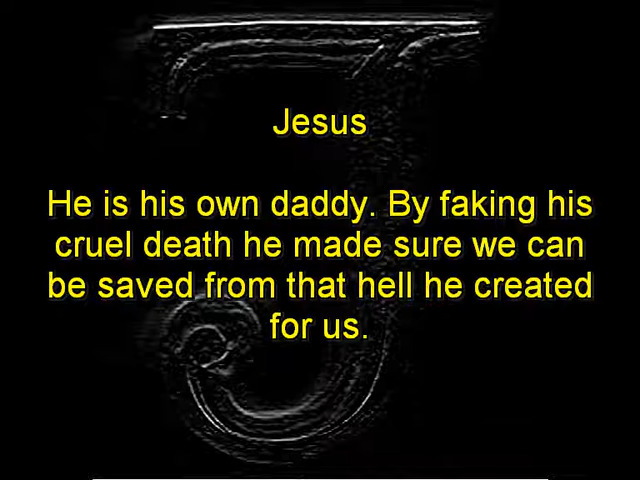 Jesus
He is his own daddy. By faking his
cruel death he made sure we can
be saved from that hell he created
for us.